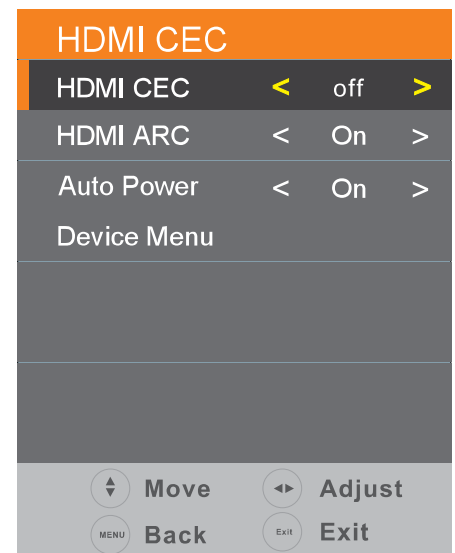 HDMI CEC
HDMI CEC < off >
HDMI ARC < On >
Auto Power < On >
Device Menu
Move Adjust
MENU Back Exit Exit